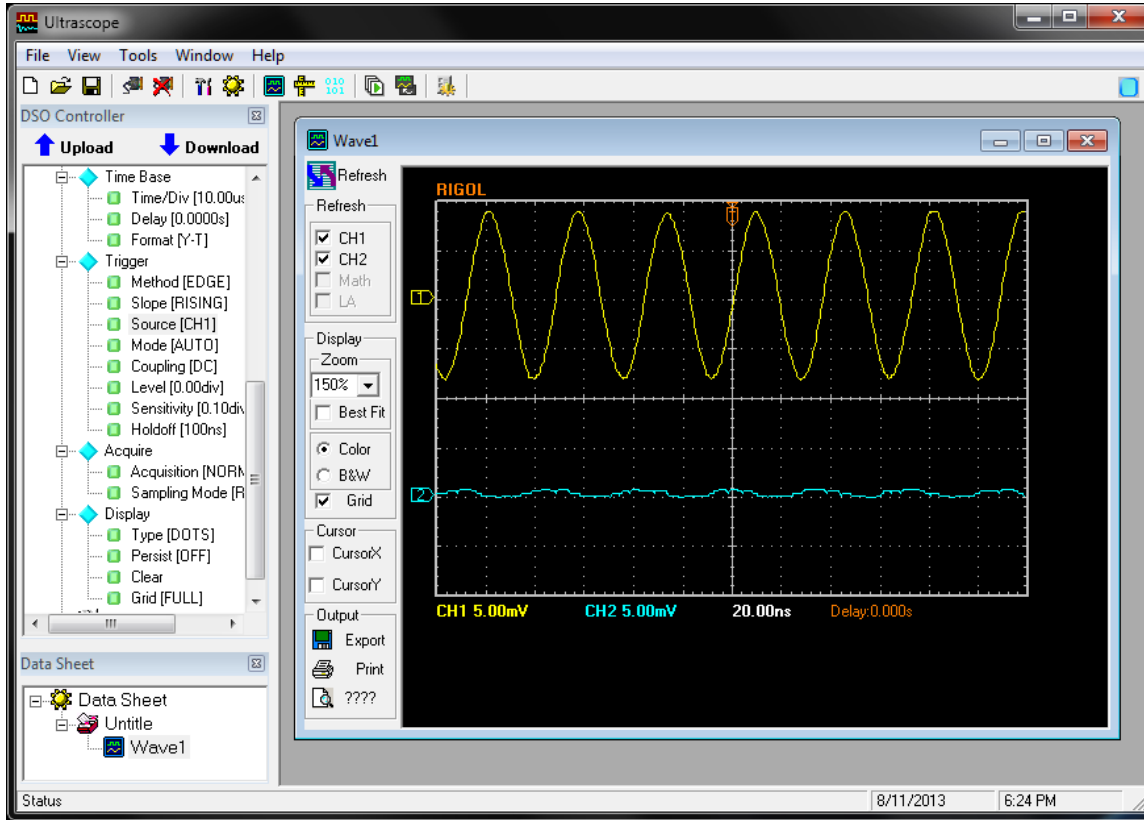 Ultrascope
File View Tools Window Help
DSO Controller
Upload Download
Time Base
Time/Div [10.00us
Delay [0.0000s]
Format [Y-T]
Trigger
Method [EDGE]
Slope [RISING]
Source [CH1]
Mode [AUTO]
Coupling [DC]
Level [0.00div]
Sensitivity [0.10div
Holdoff [100ns]
Acquire
Acquisition [NORM
Sampling Mode [R
Display
Type [DOTS]
Persist [OFF]
Clear
Grid [FULL]
Data Sheet
Data Sheet
Untitle
Wave1
Wave1
Refresh
Refresh
CH1
CH2
Math
LA
Display
Zoom
150%
Best Fit
Color
B&W
Grid
Cursor
CursorX
CursorY
Output
Export
Print
????
RIGOL
T
1
2
CH1 5.00mV CH2 5.00mV 20.00ns Delay:0.000s
Status 8/11/2013 6:24 PM